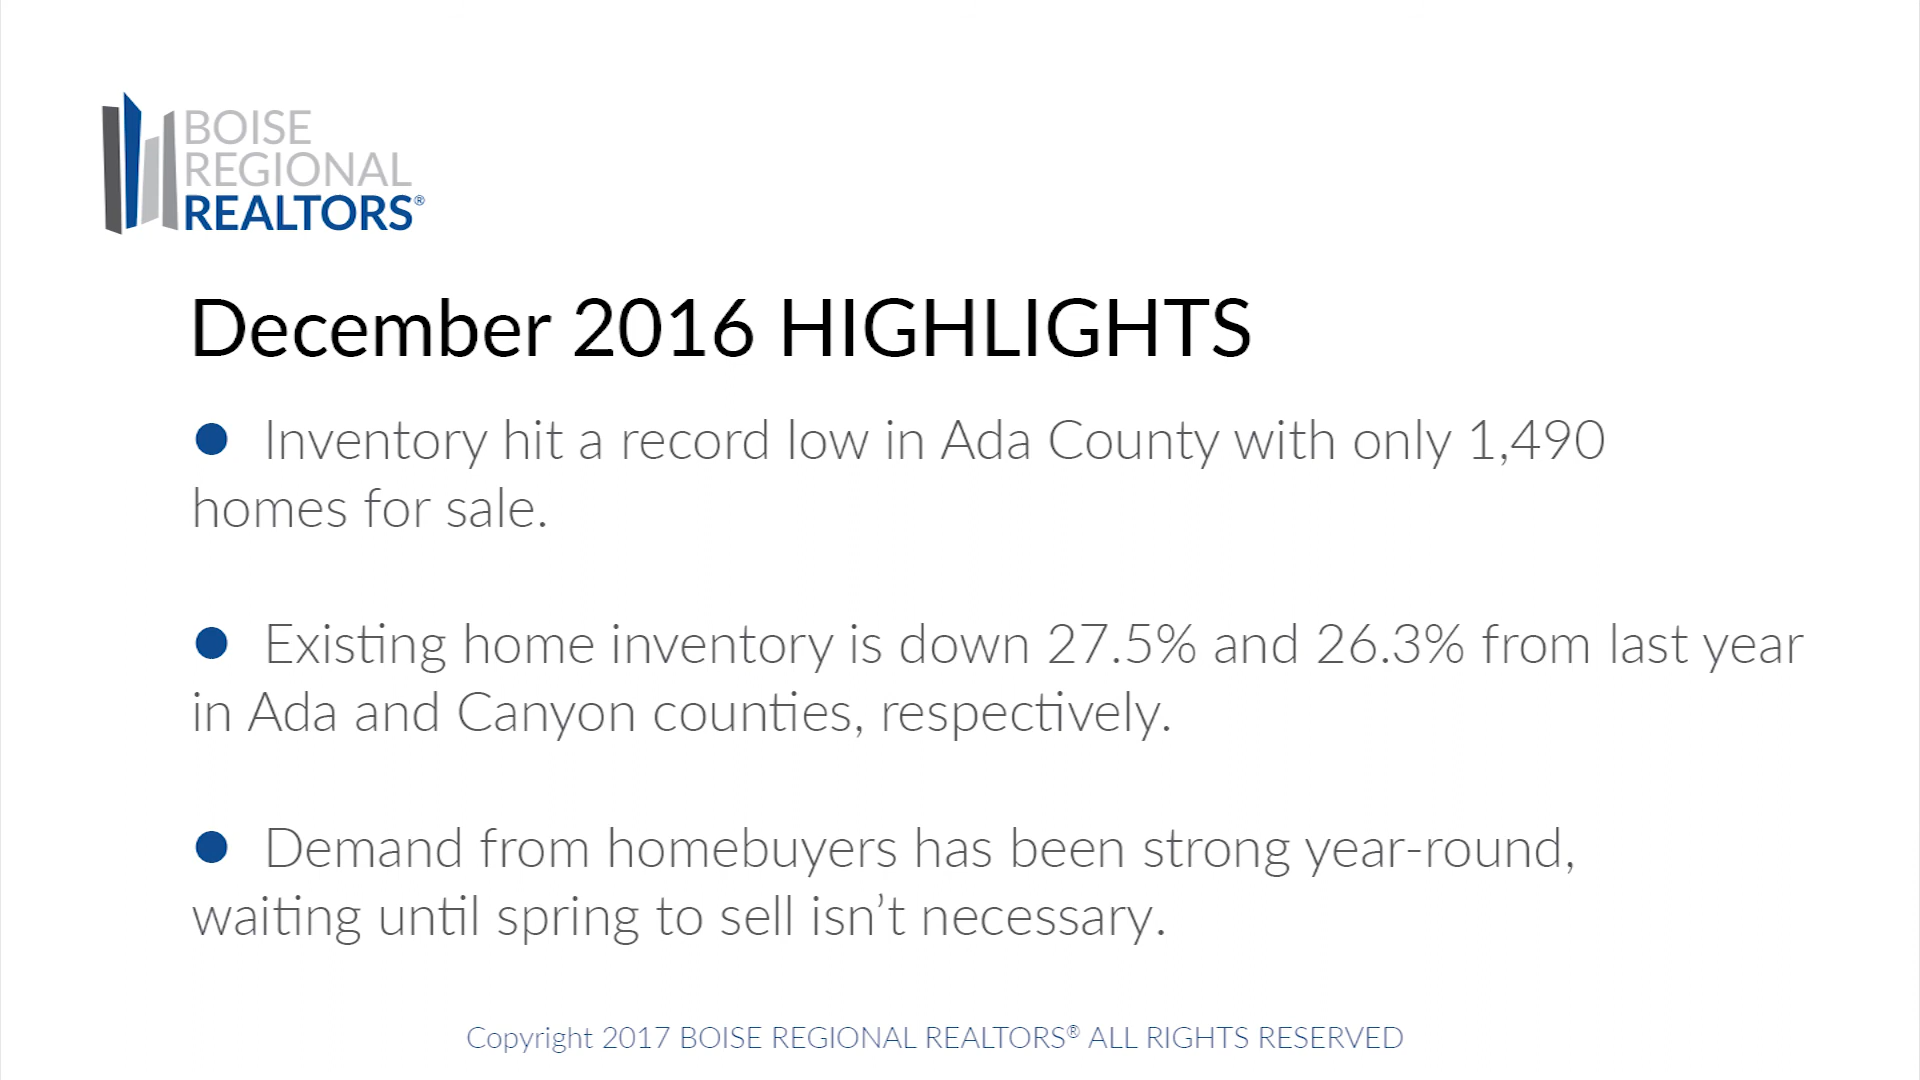 BOISE
REGIONAL
REALTORS®
December 2016 HIGHLIGHTS
● Inventory hit a record low in Ada County with only 1,490
homes for sale.
● Existing home inventory is down 27.5% and 26.3% from last year
in Ada and Canyon counties, respectively.
● Demand from homebuyers has been strong year-round,
waiting until spring to sell isn’t necessary.
Copyright 2017 BOISE REGIONAL REALTORS® ALL RIGHTS RESERVED